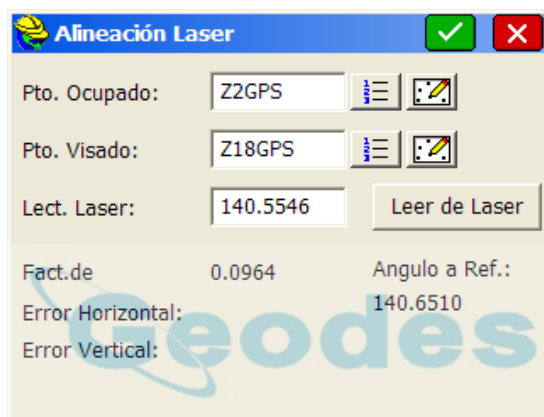 Alineación Laser
Pto. Ocupado: Z2GPS
Pto. Visado: Z18GPS
Lect. Laser: 140.5546 Leer de Laser
Fact.de 0.0964 Angulo a Ref.:
140.6510
Error Horizontal:
Error Vertical:
Geodes